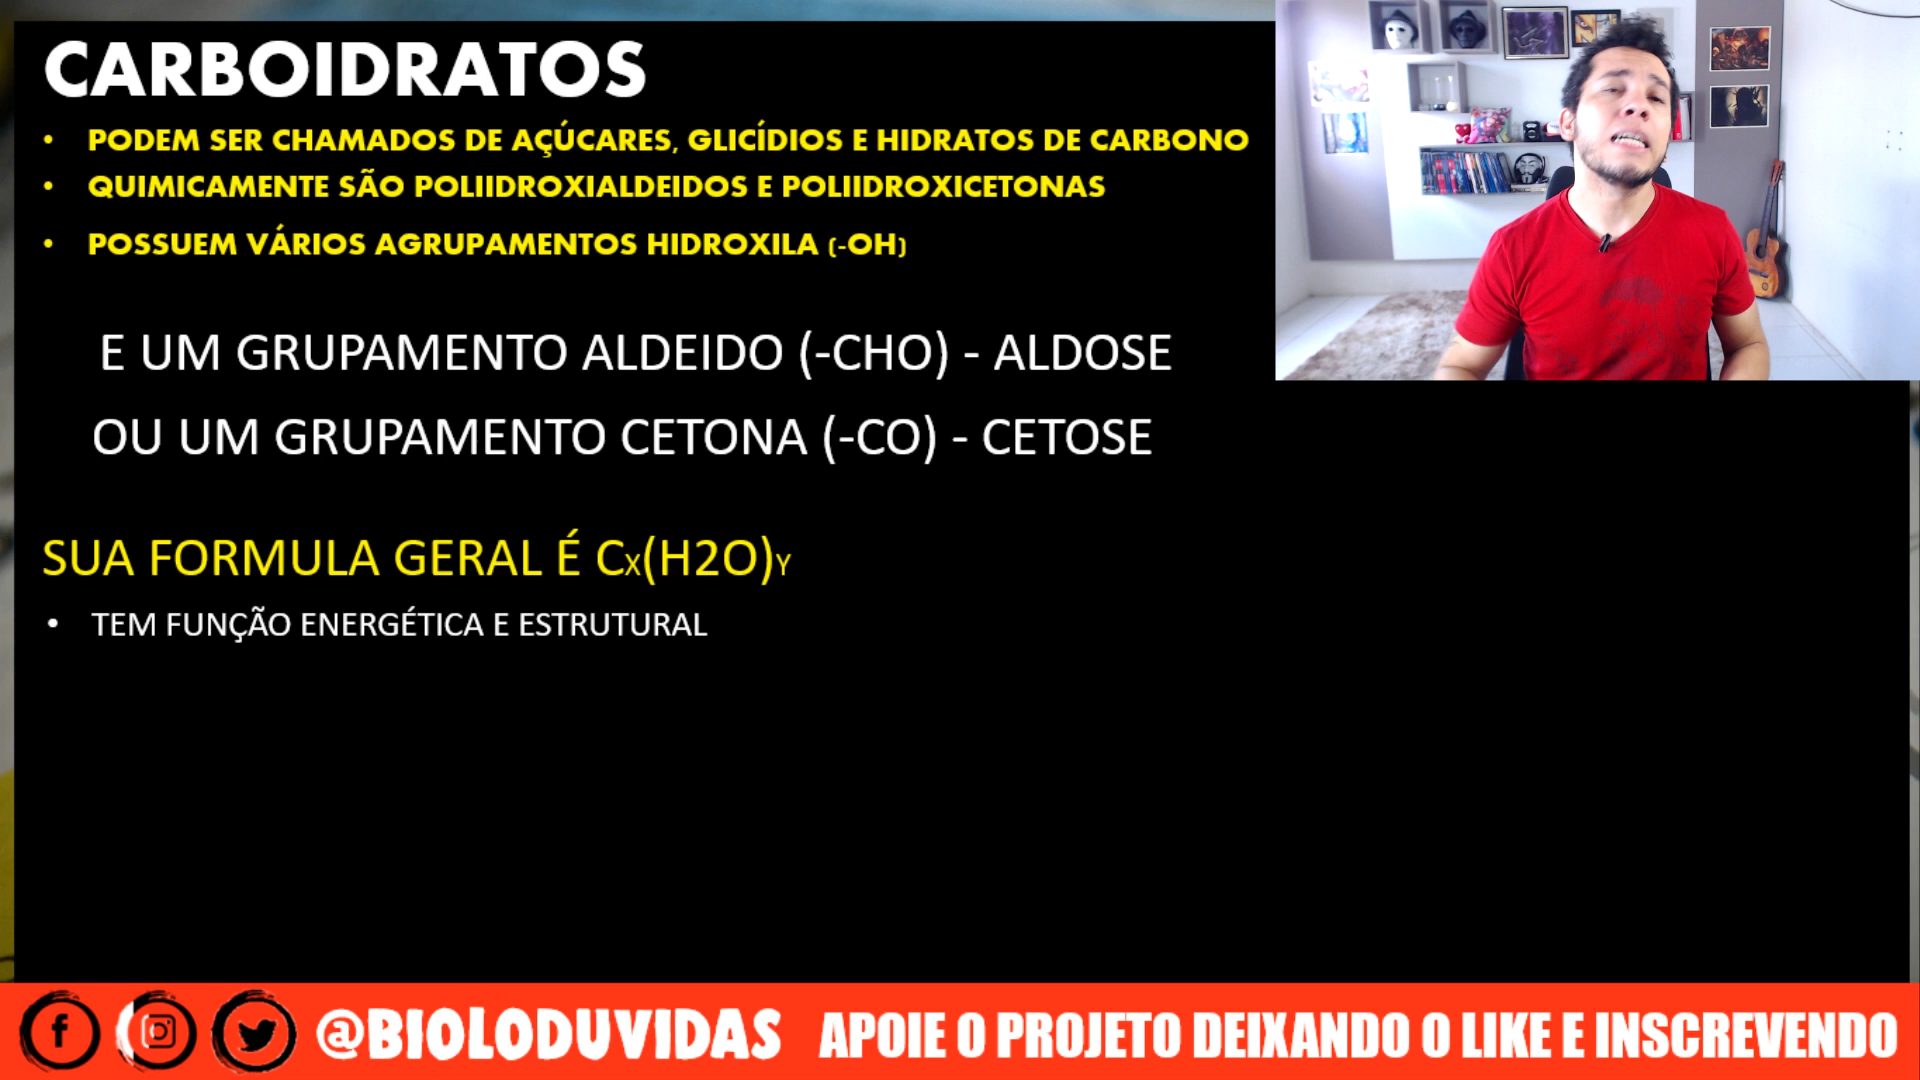 CARBOIDRATOS
• PODEM SER CHAMADOS DE AÇÚCARES, GLICÍDIOS E HIDRATOS DE CARBONO
• QUIMICAMENTE SÃO POLIIDROXIALDEIDOS E POLIIDROXICETONAS
• POSSUEM VÁRIOS AGRUPAMENTOS HIDROXILA (-OH)
E UM GRUPAMENTO ALDEIDO (-CHO) - ALDOSE
OU UM GRUPAMENTO CETONA (-CO) - CETOSE
SUA FORMULA GERAL É CX(H2O)Y
• TEM FUNÇÃO ENERGÉTICA E ESTRUTURAL
@BIOLODUVIDAS APOIE O PROJETO DEIXANDO O LIKE E INSCREVENDO